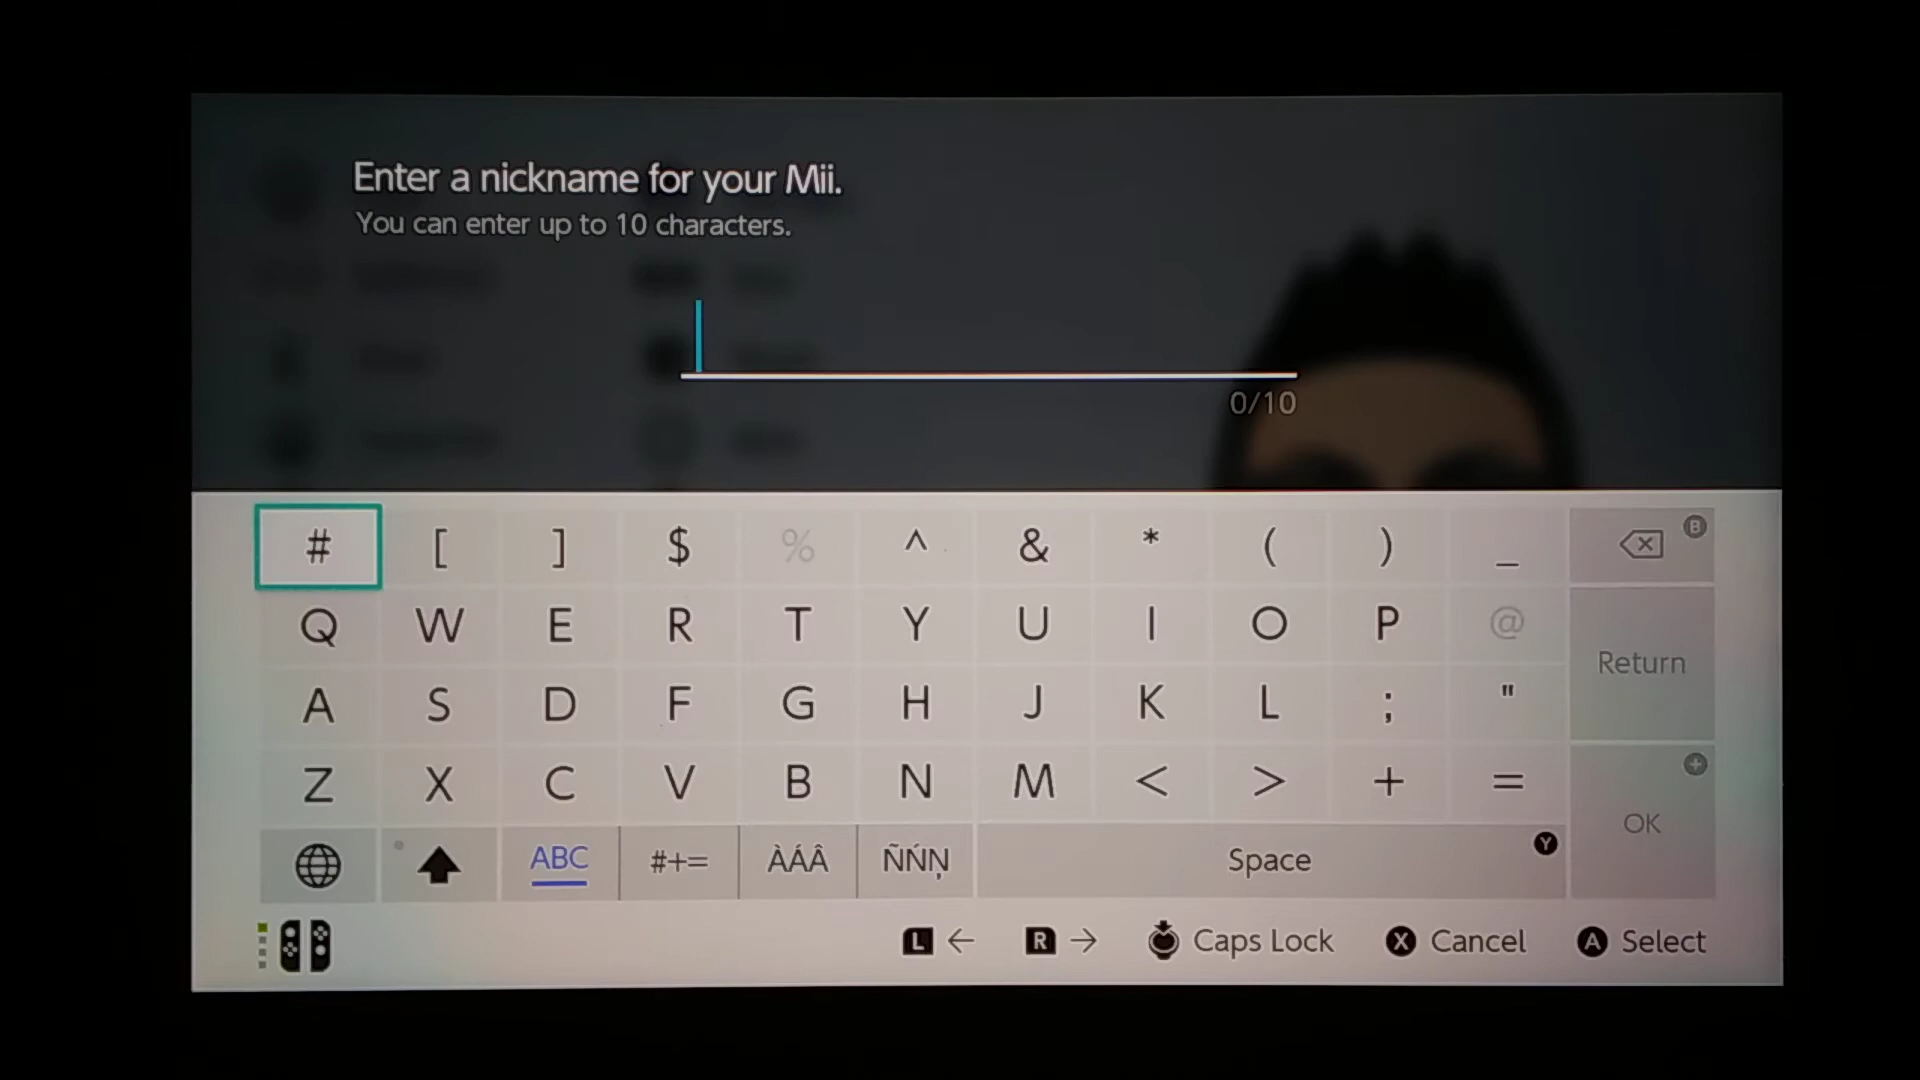 Enter a nickname for your Mii.
You can enter up to 10 characters.
0/10
# [ ] $ % ^ & * ( ) _ B
Q W E R T Y U I O P @ Return
A S D F G H J K L ; "
Z X C V B N M < > + = OK
ABC #+= ÀÁÂ ÑŃŅ Space Y
L ← R → Caps Lock X Cancel A Select